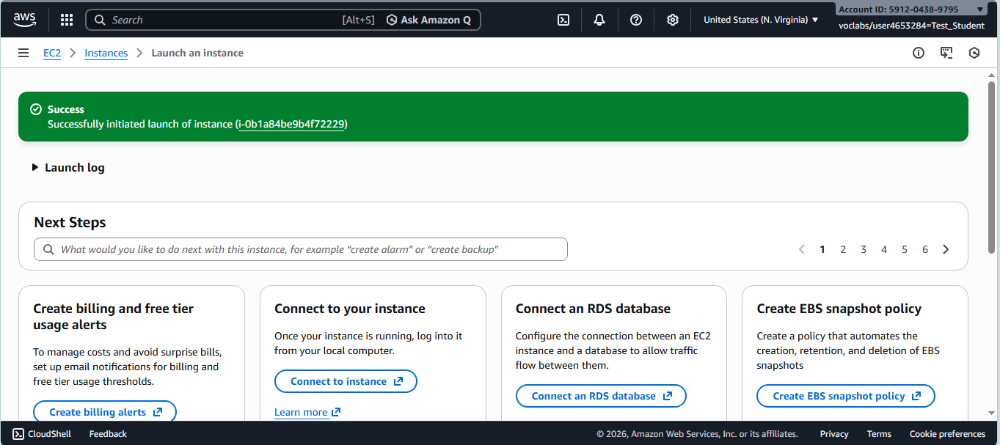 aws
Search
[Alt+S]
Ask Amazon Q
United States (N. Virginia)
Account ID: 5912-0438-9795
voclabs/user4653284=Test_Student
EC2
Instances
Launch an instance
Success
Successfully initiated launch of instance (i-0b1a84be9b4f72229)
Launch log
Next Steps
What would you like to do next with this instance, for example “create alarm” or “create backup”
1 2 3 4 5 6
Create billing and free tier
usage alerts
To manage costs and avoid surprise bills,
set up email notifications for billing and
free tier usage thresholds.
Create billing alerts
Connect to your instance
Once your instance is running, log into it
from your local computer.
Connect to instance
Learn more
Connect an RDS database
Configure the connection between an EC2
instance and a database to allow traffic
flow between them.
Connect an RDS database
Create EBS snapshot policy
Create a policy that automates the
creation, retention, and deletion of EBS
snapshots
Create EBS snapshot policy
CloudShell
Feedback
© 2026, Amazon Web Services, Inc. or its affiliates.
Privacy
Terms
Cookie preferences